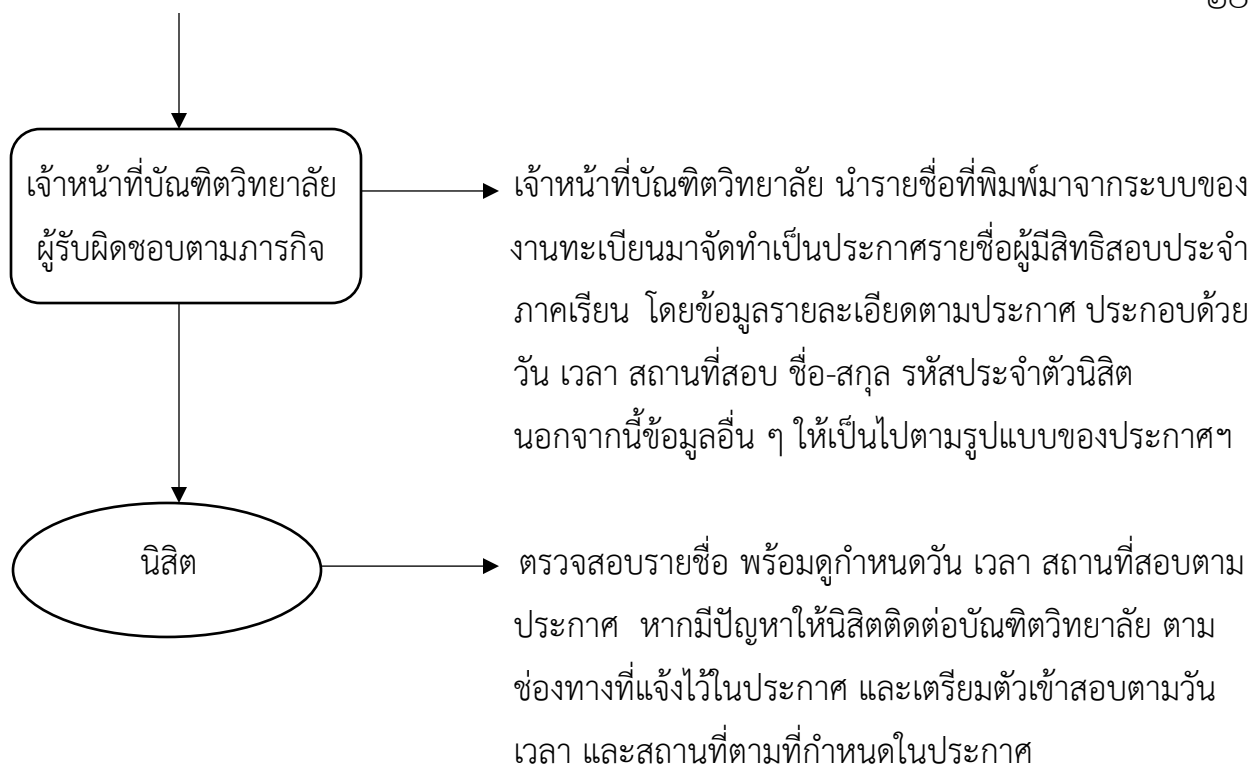 เจ้าหน้าที่บัณฑิตวิทยาลัย
ผู้รับผิดชอบตามภารกิจ
เจ้าหน้าที่บัณฑิตวิทยาลัย นำรายชื่อที่พิมพ์มาจากระบบของ
งานทะเบียนมาจัดทำเป็นประกาศรายชื่อผู้มีสิทธิสอบประจำ
ภาคเรียน โดยข้อมูลรายละเอียดตามประกาศ ประกอบด้วย
วัน เวลา สถานที่สอบ ชื่อ-สกุล รหัสประจำตัวนิสิต
นอกจากนี้ข้อมูลอื่น ๆ ให้เป็นไปตามรูปแบบของประกาศฯ
นิสิต
ตรวจสอบรายชื่อ พร้อมดูกำหนดวัน เวลา สถานที่สอบตาม
ประกาศ หากมีปัญหาให้นิสิตติดต่อบัณฑิตวิทยาลัย ตาม
ช่องทางที่แจ้งไว้ในประกาศ และเตรียมตัวเข้าสอบตามวัน
เวลา และสถานที่ตามที่กำหนดในประกาศ